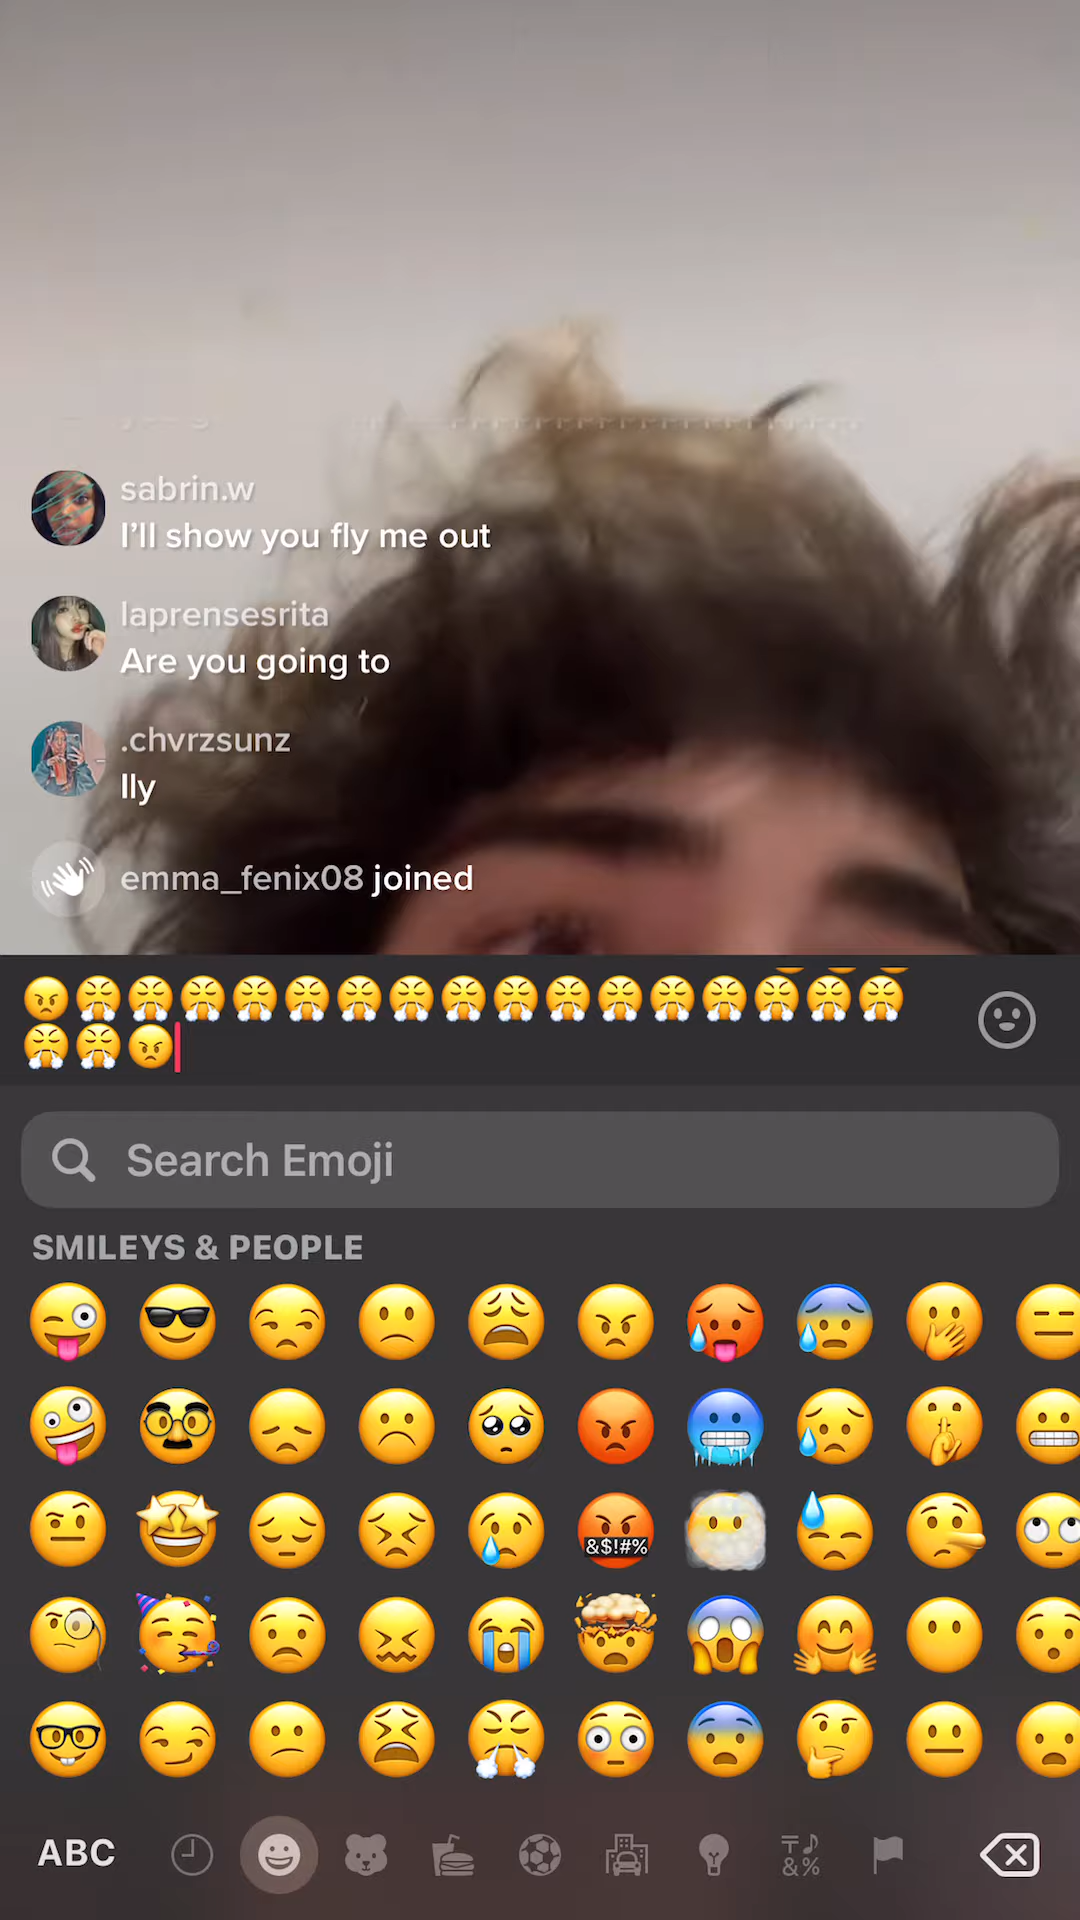 sabrin.w
I'll show you fly me out
laprensesrita
Are you going to
.chvrzsunz
Ily
emma_fenix08 joined
Search Emoji
SMILEYS & PEOPLE
&$!#%
ABC
&%